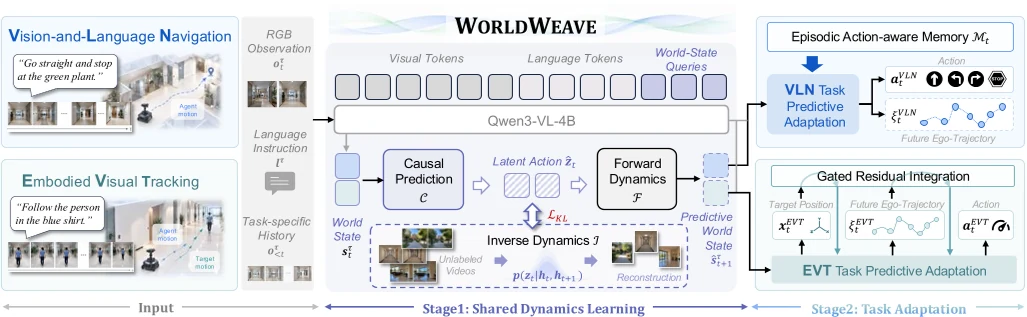 Vision-and-Language Navigation
"Go straight and stop
at the green plant."
Agent
motion
Embodied Visual Tracking
"Follow the person
in the blue shirt."
Agent
motion
Target
motion
Input
RGB
Observation
o_t^τ
Language
Instruction
l^τ
Task-specific
History
o_{<t}^τ
WORLDWEAVE
Visual Tokens
Language Tokens
World-State
Queries
Qwen3-VL-4B
World
State
s_t^τ
Causal
Prediction
C
Latent Action ẑ_t
Forward
Dynamics
F
Predictive
World
State
ŝ_{t+1}^τ
L_KL
Inverse Dynamics I
Unlabeled
Videos
p(z_t|h_t, h_{t+1})
Reconstruction
Stage1: Shared Dynamics Learning
Episodic Action-aware Memory M_t
VLN Task
Predictive
Adaptation
Action
a_t^{VLN}
STOP
ξ_t^{VLN}
Future Ego-Trajectory
Gated Residual Integration
Target Position
x_t^{EVT}
Future Ego-Trajectory
ξ_t^{EVT}
Action
a_t^{EVT}
EVT Task Predictive Adaptation
Stage2: Task Adaptation